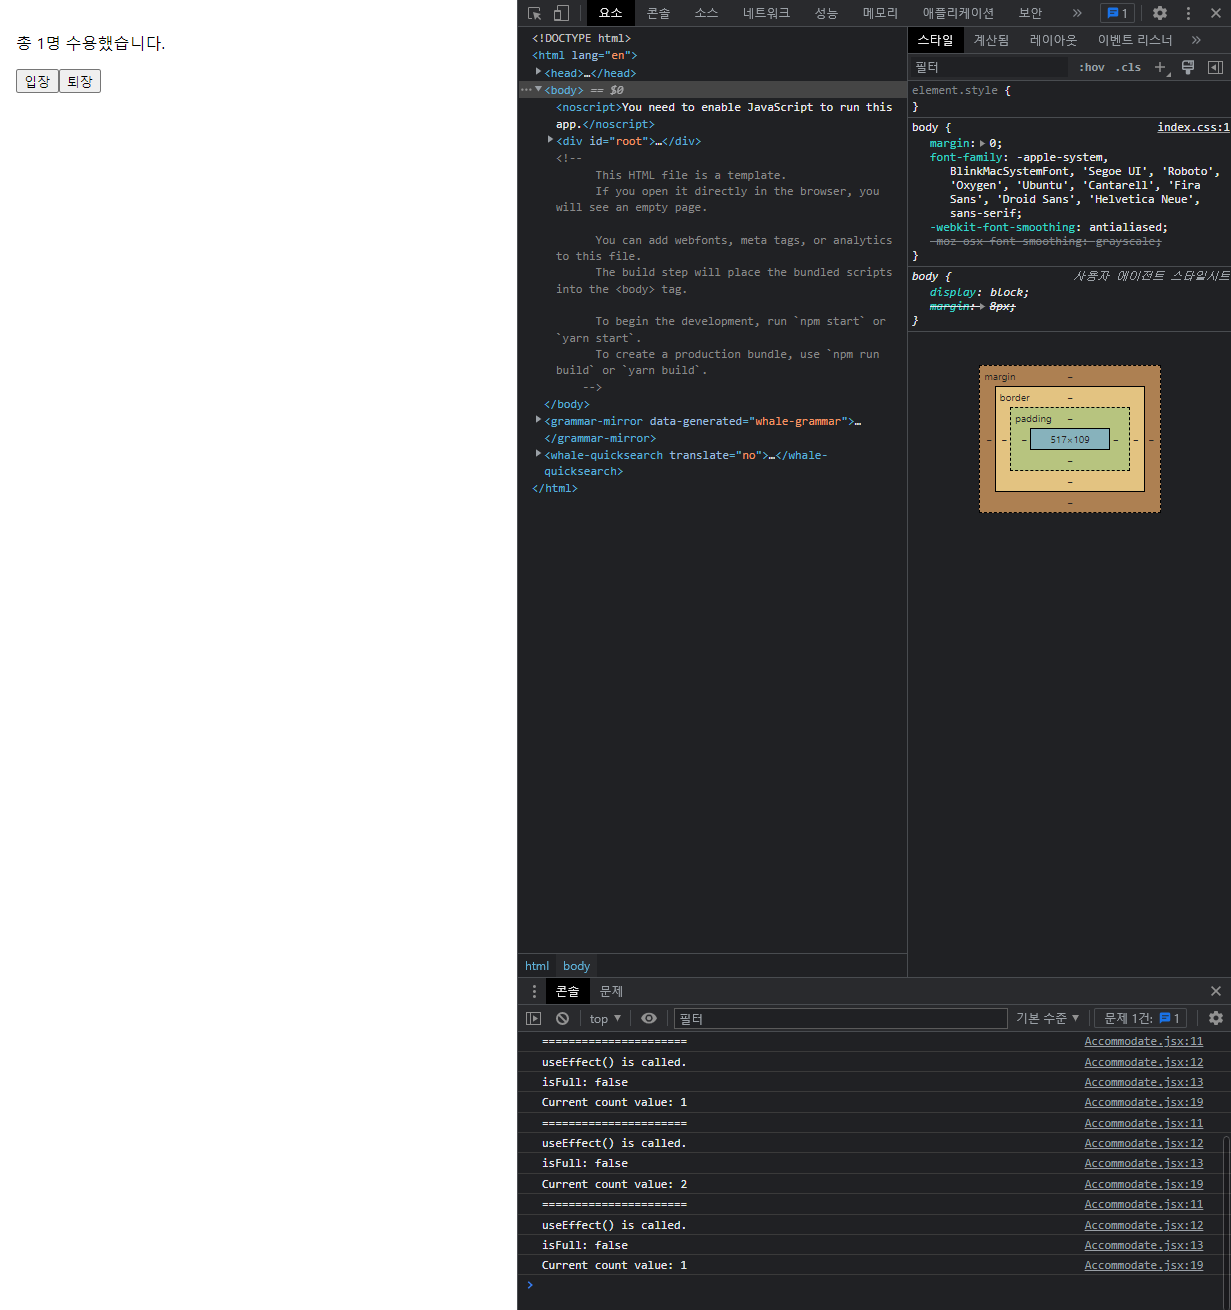 총 1명 수용했습니다.
입장 퇴장
요소 콘솔 소스 네트워크 성능 메모리 애플리케이션 보안 » 1
<!DOCTYPE html>
<html lang="en">
<head>…</head>
<body> == $0
<noscript>You need to enable JavaScript to run this
app.</noscript>
<div id="root">…</div>
<!--
This HTML file is a template.
If you open it directly in the browser, you
will see an empty page.
You can add webfonts, meta tags, or analytics
to this file.
The build step will place the bundled scripts
into the <body> tag.
To begin the development, run `npm start` or
`yarn start`.
To create a production bundle, use `npm run
build` or `yarn build`.
-->
</body>
<grammar-mirror data-generated="whale-grammar">…
</grammar-mirror>
<whale-quicksearch translate="no">…</whale-
quicksearch>
</html>
html body
스타일 계산됨 레이아웃 이벤트 리스너 »
필터 :hov .cls +
element.style {
}
body { index.css:1
margin: 0;
font-family: -apple-system,
BlinkMacSystemFont, 'Segoe UI', 'Roboto',
'Oxygen', 'Ubuntu', 'Cantarell', 'Fira
Sans', 'Droid Sans', 'Helvetica Neue',
sans-serif;
-webkit-font-smoothing: antialiased;
-moz-osx-font-smoothing: grayscale;
}
body { 사용자 에이전트 스타일시트
display: block;
margin: 8px;
}
margin –
border –
padding –
– – – 517×109 – – –
–
–
–
콘솔 문제
top ▼ 필터 기본 수준 ▼ 문제 1건: 1
====================== Accommodate.jsx:11
useEffect() is called. Accommodate.jsx:12
isFull: false Accommodate.jsx:13
Current count value: 1 Accommodate.jsx:19
====================== Accommodate.jsx:11
useEffect() is called. Accommodate.jsx:12
isFull: false Accommodate.jsx:13
Current count value: 2 Accommodate.jsx:19
====================== Accommodate.jsx:11
useEffect() is called. Accommodate.jsx:12
isFull: false Accommodate.jsx:13
Current count value: 1 Accommodate.jsx:19
>